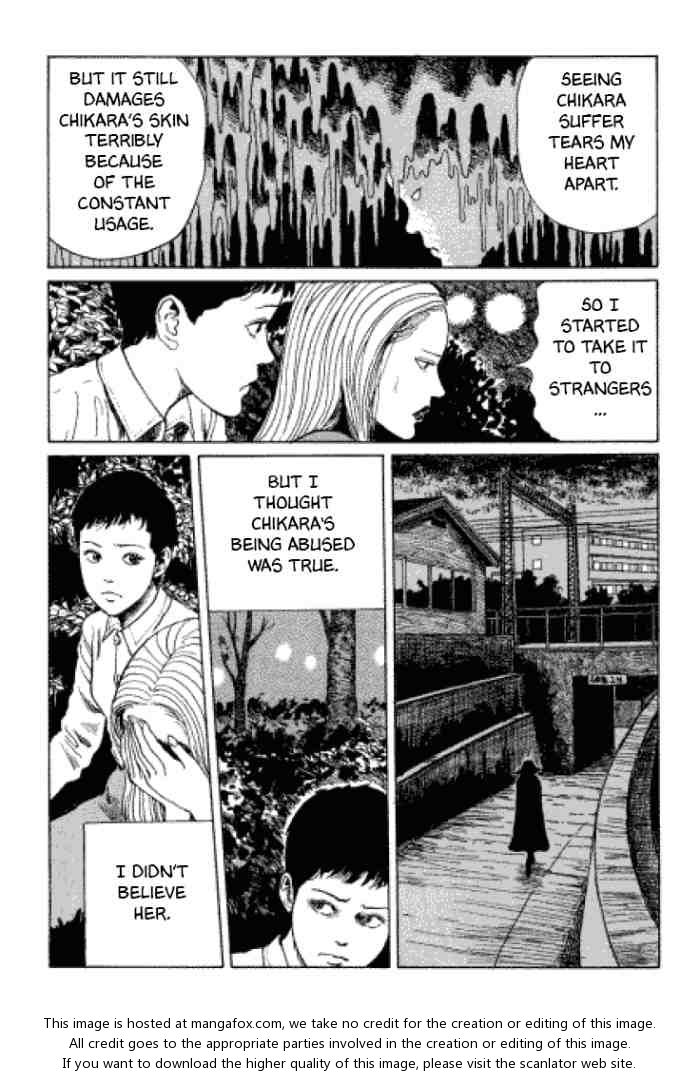 BUT IT STILL
DAMAGES
CHIKARA'S SKIN
TERRIBLY
BECAUSE
OF THE
CONSTANT
USAGE.
SEEING
CHIKARA
SUFFER
TEARS MY
HEART
APART.
SO I
STARTED
TO TAKE IT
TO
STRANGERS
...
BUT I
THOUGHT
CHIKARA'S
BEING ABUSED
WAS TRUE.
I DIDN'T
BELIEVE
HER.
This image is hosted at mangafox.com, we take no credit for the creation or editing of this image.
All credit goes to the appropriate parties involved in the creation or editing of this image.
If you want to download the higher quality of this image, please visit the scanlator web site.